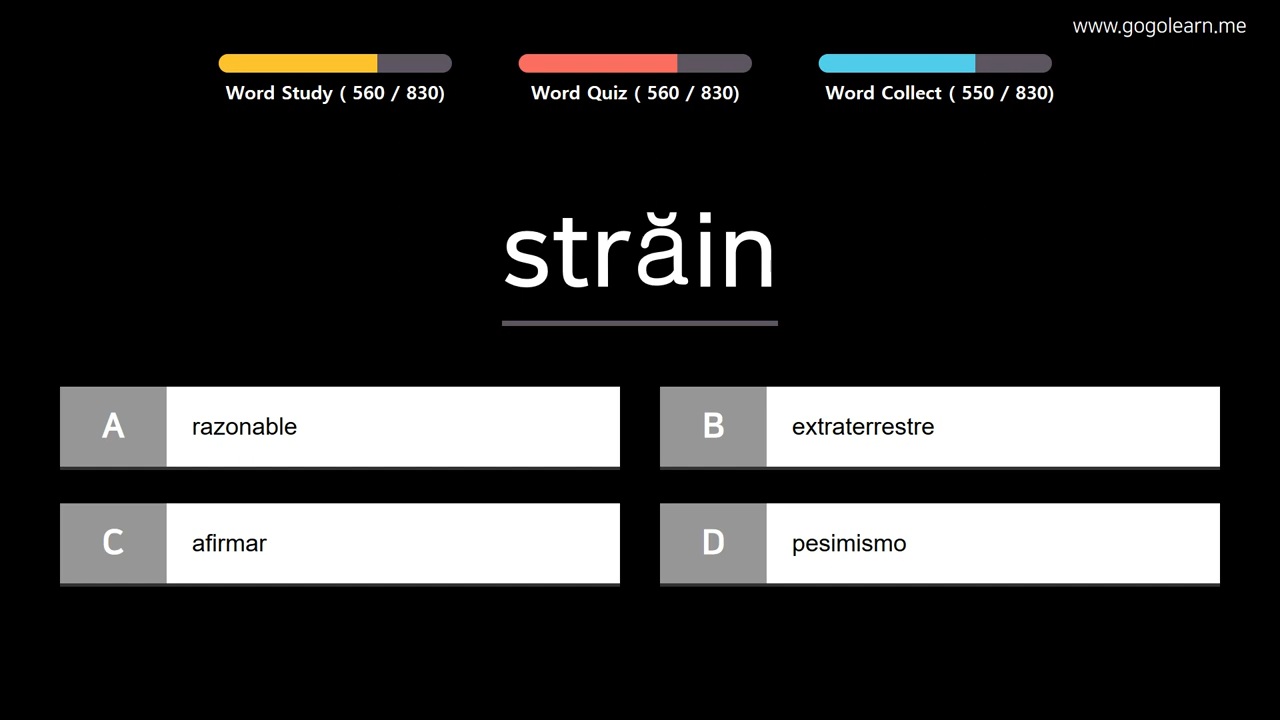 www.gogolearn.me
Word Study ( 560 / 830)
Word Quiz ( 560 / 830)
Word Collect ( 550 / 830)
străin
A razonable
B extraterrestre
C afirmar
D pesimismo